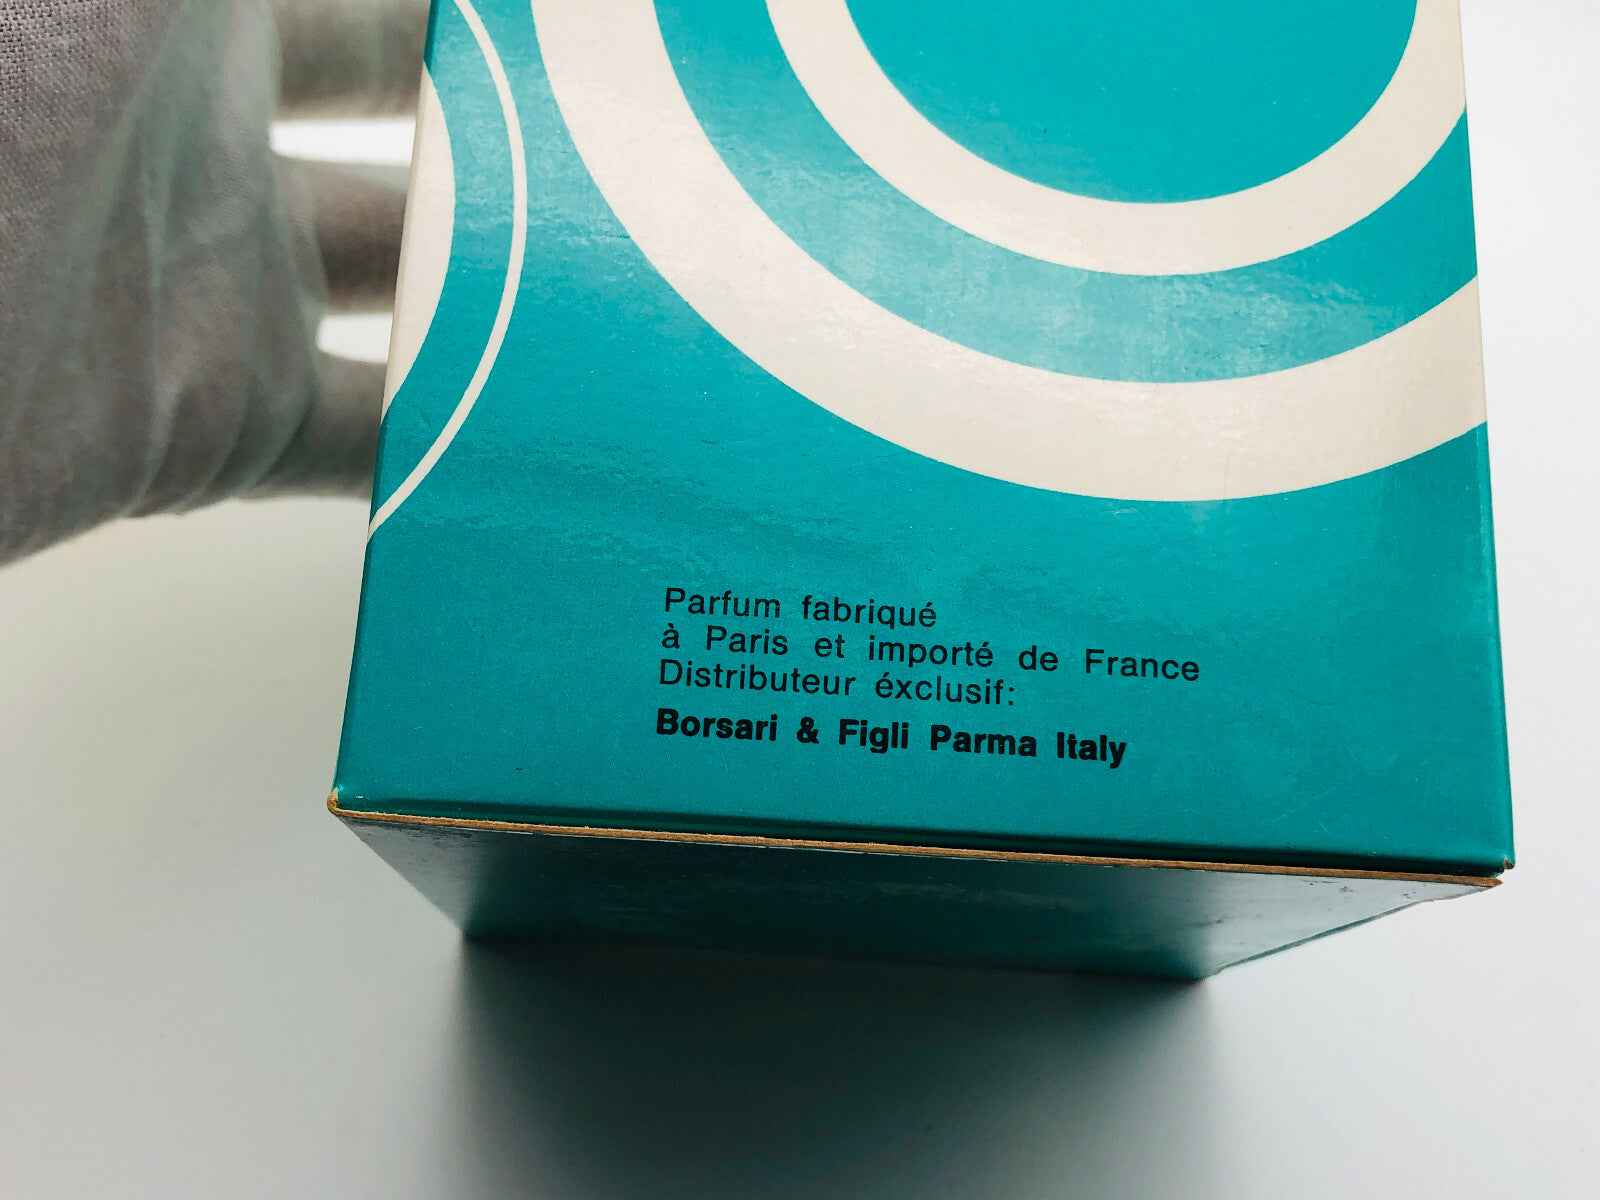 Parfum fabriqué
à Paris et importé de France
Distributeur éxclusif:
Borsari & Figli Parma Italy